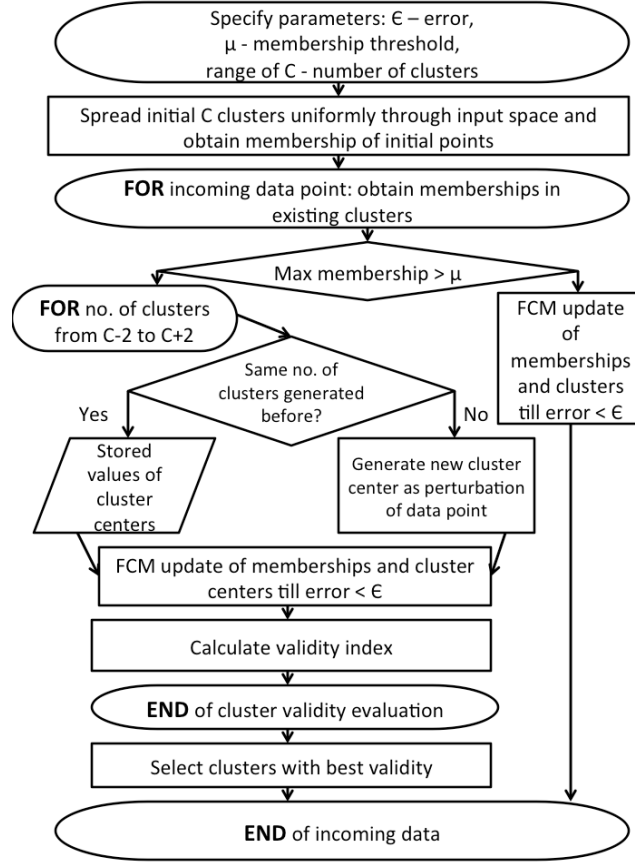 Specify parameters: Є – error,
μ - membership threshold,
range of C - number of clusters
Spread initial C clusters uniformly through input space and
obtain membership of initial points
FOR incoming data point: obtain memberships in
existing clusters
Max membership > μ
FOR no. of clusters
from C-2 to C+2
FCM update
of
memberships
and clusters
till error < Є
Same no. of
clusters generated
before?
Yes
No
Stored
values of
cluster
centers
Generate new cluster
center as perturbation
of data point
FCM update of memberships and cluster
centers till error < Є
Calculate validity index
END of cluster validity evaluation
Select clusters with best validity
END of incoming data